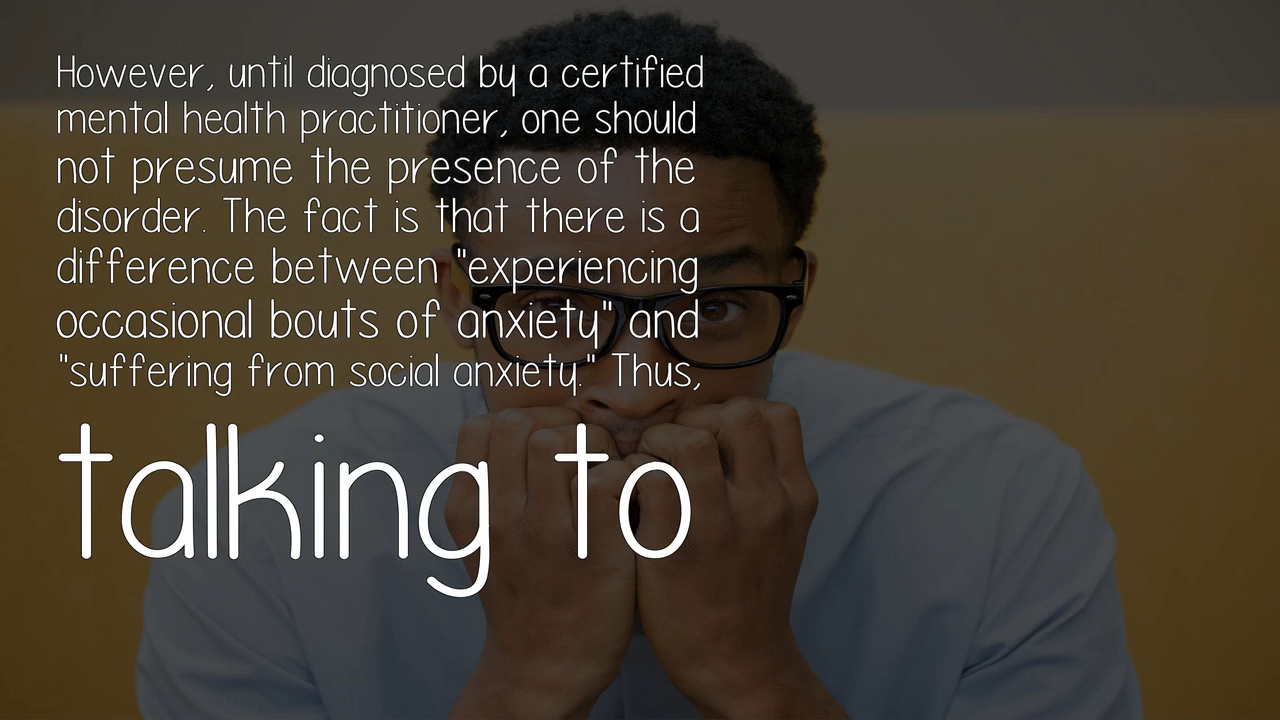 However, until diagnosed by a certified
mental health practitioner, one should
not presume the presence of the
disorder. The fact is that there is a
difference between "experiencing
occasional bouts of anxiety" and
"suffering from social anxiety." Thus,
talking to